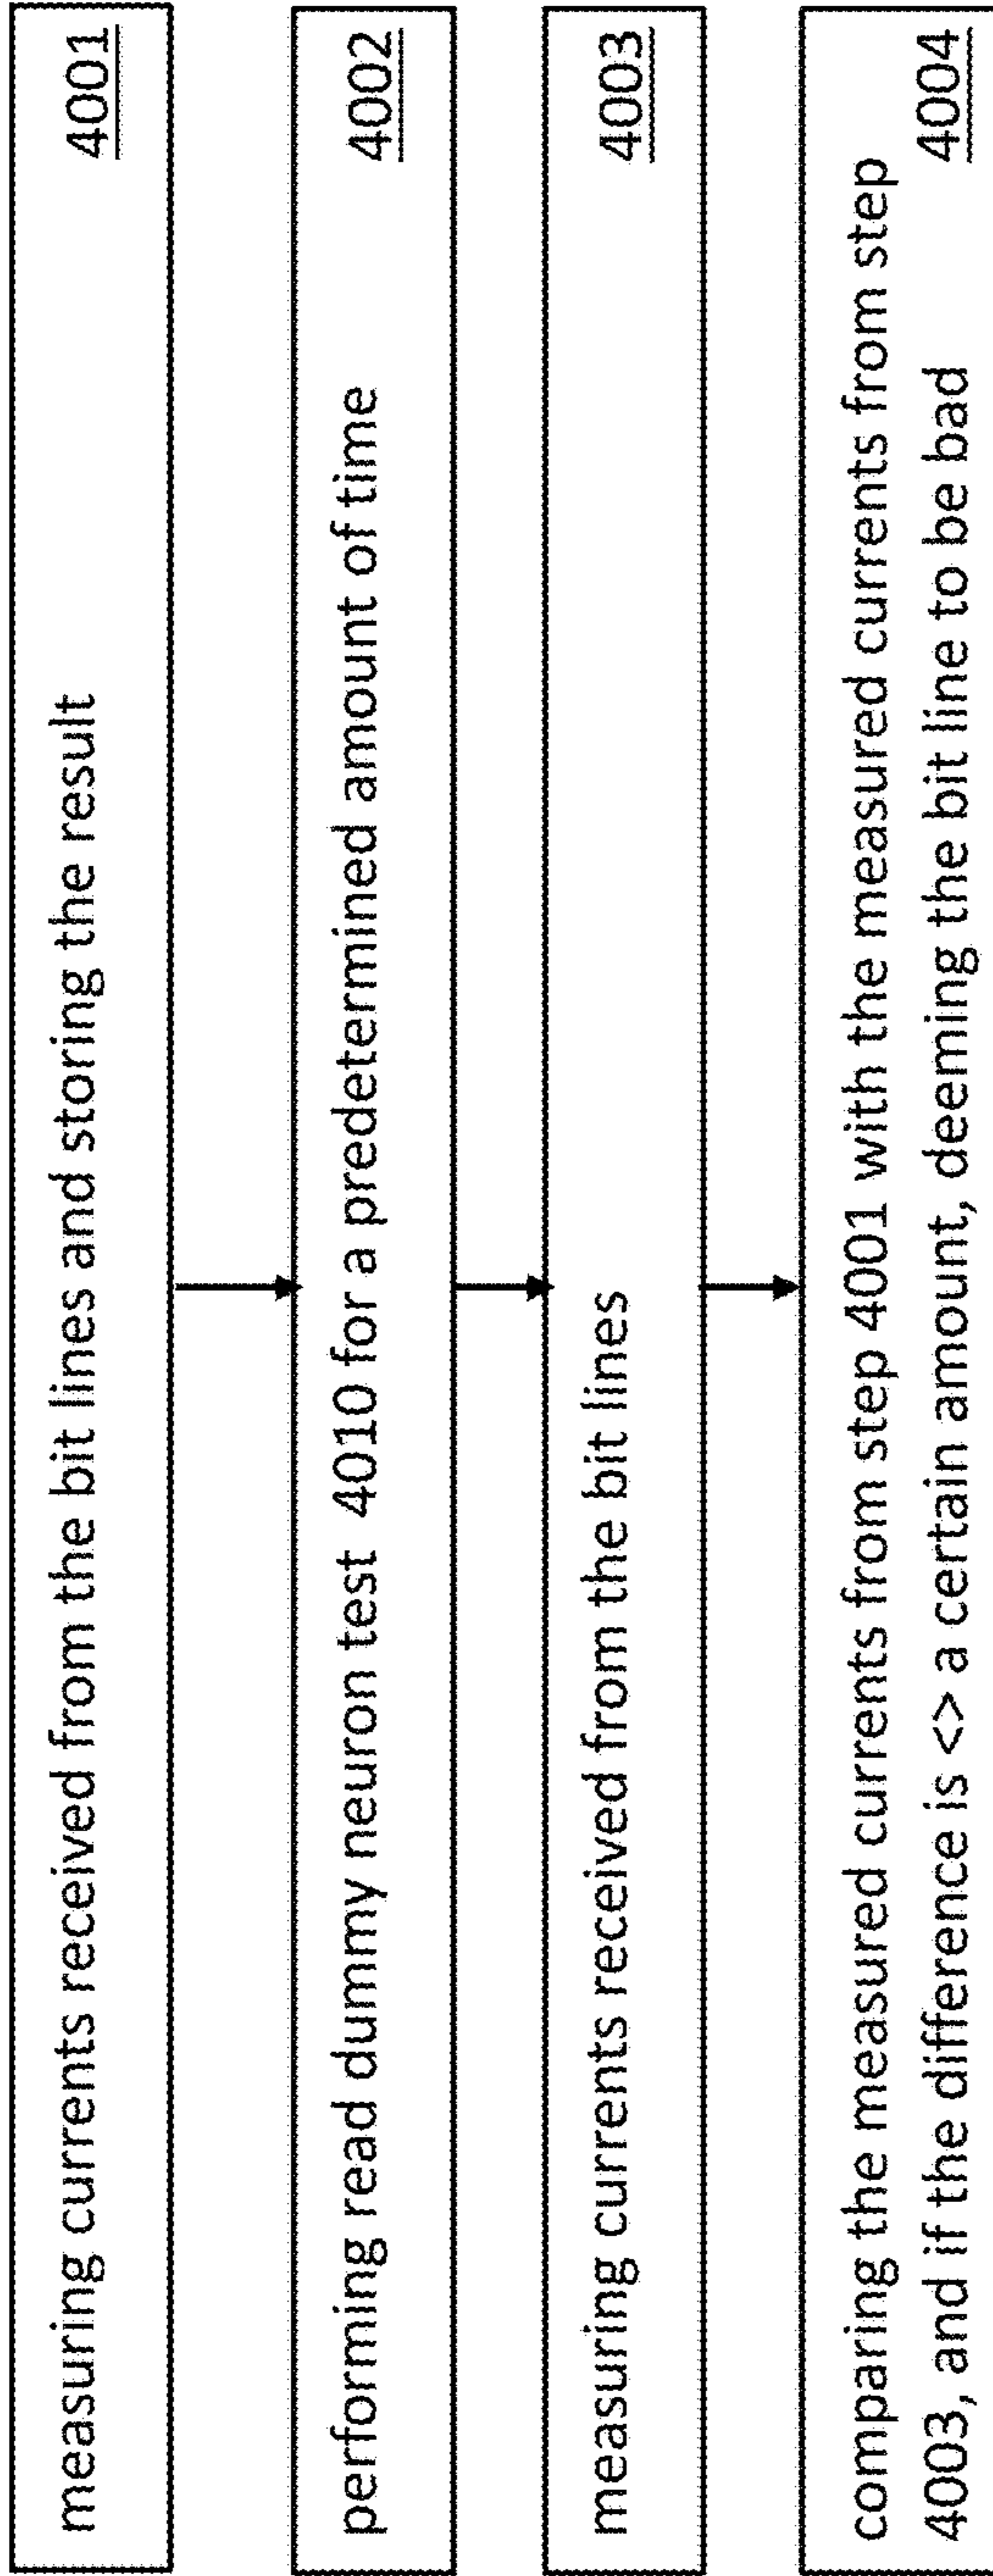 measuring currents received from the bit lines and storing the result 4001
performing read dummy neuron test 4010 for a predetermined amount of time 4002
measuring currents received from the bit lines 4003
comparing the measured currents from step 4001 with the measured currents from step
4003, and if the difference is <> a certain amount, deeming the bit line to be bad 4004